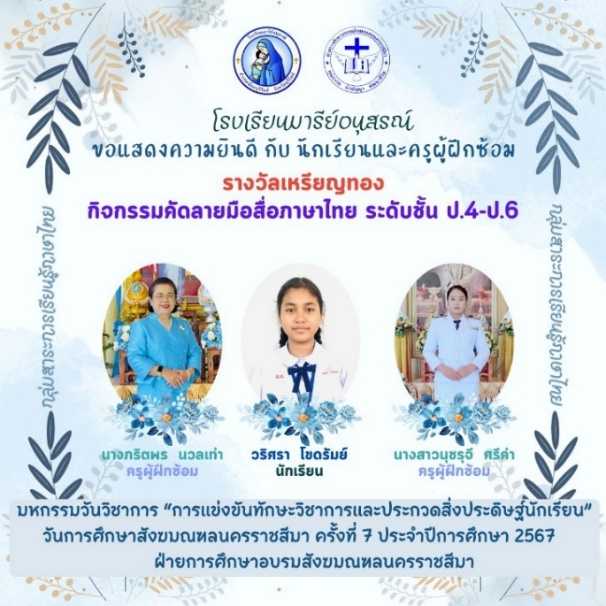 โรงเรียนมารีย์อนุสรณ์
ขอแสดงความยินดี กับ นักเรียนและครูผู้ฝึกซ้อม
รางวัลเหรียญทอง
กิจกรรมคัดลายมือสื่อภาษาไทย ระดับชั้น ป.4-ป.6
กลุ่มสาระการเรียนรู้ภาษาไทย
กลุ่มสาระการเรียนรู้ภาษาไทย
นางภริตพร นวลเท่า
ครูผู้ฝึกซ้อม
วริศรา โชดรัมย์
นักเรียน
นางสาวนุชรุจี ศรีคำ
ครูผู้ฝึกซ้อม
มหกรรมวันวิชาการ “การแข่งขันทักษะวิชาการและประกวดสิ่งประดิษฐ์นักเรียน”
วันการศึกษาสังฆมณฑลนครราชสีมา ครั้งที่ 7 ประจำปีการศึกษา 2567
ฝ่ายการศึกษาอบรมสังฆมณฑลนครราชสีมา